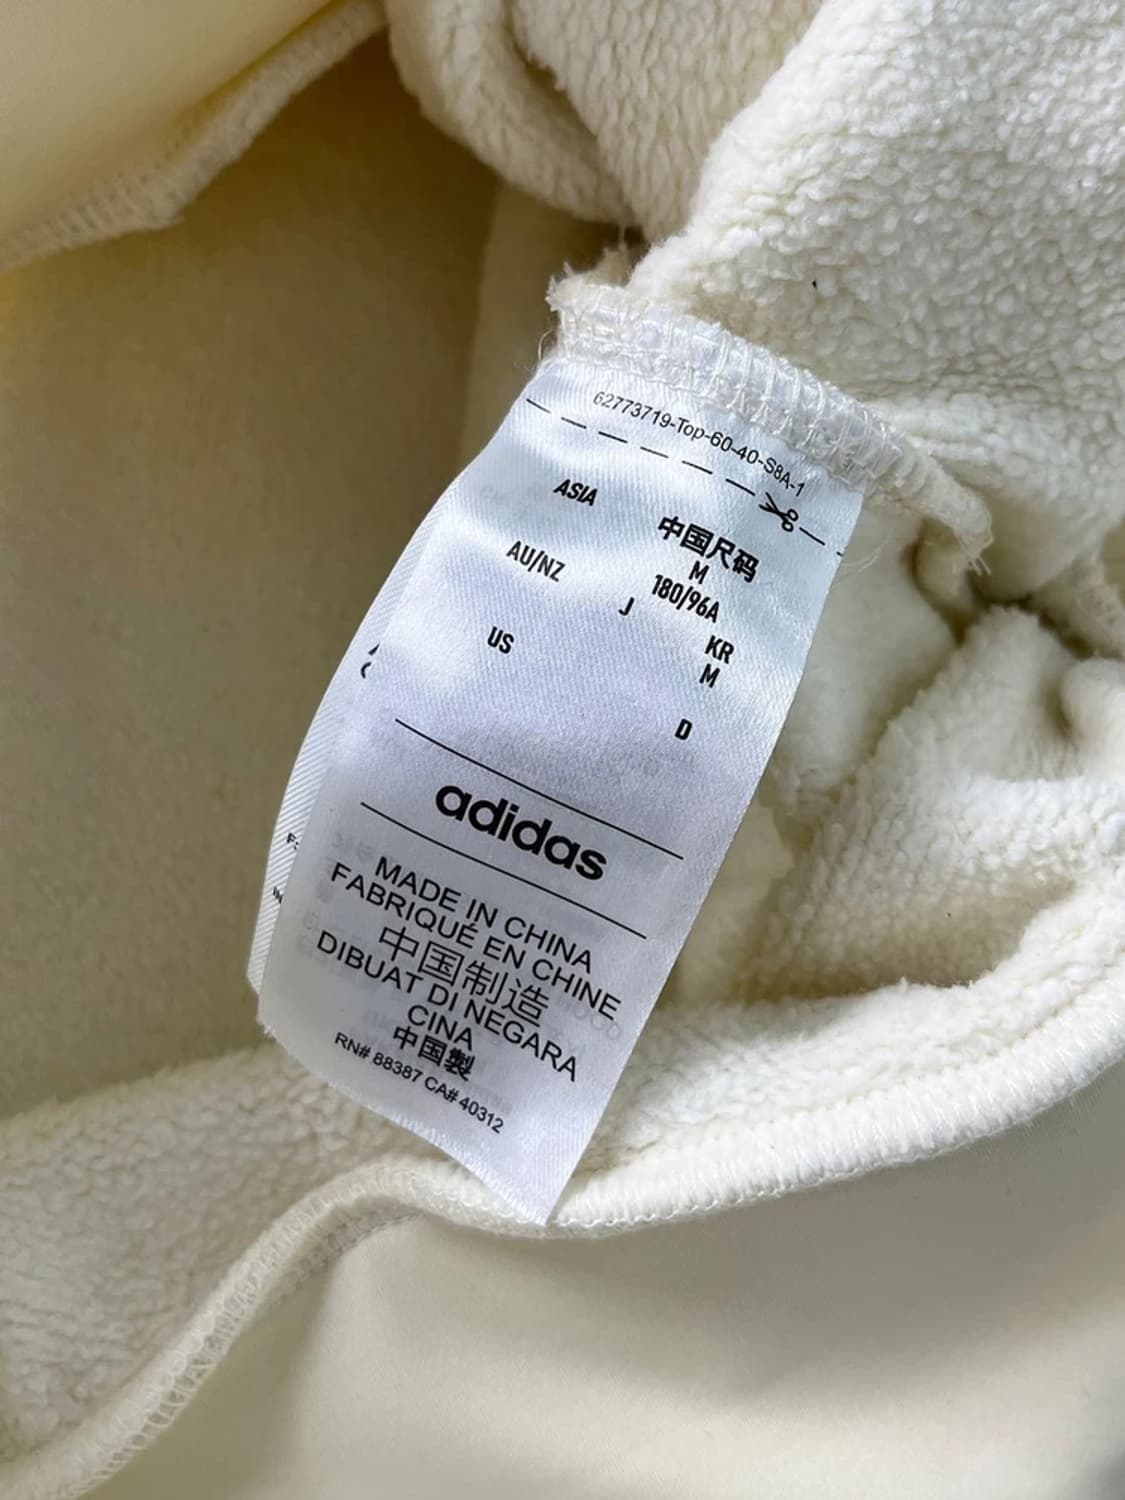 62773719-Top-60-40-S8A-1
ASIA
中国尺码
M
180/96A
AU/NZ
J
KR
M
US
D
adidas
MADE IN CHINA
FABRIQUÉ EN CHINE
中国制造
DIBUAT DI NEGARA
CINA
中国製
RN# 88387 CA# 40312